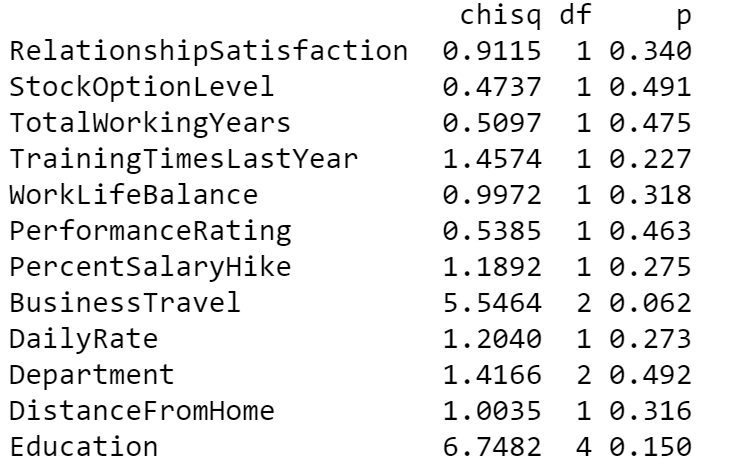 chisq df p
RelationshipSatisfaction 0.9115 1 0.340
StockOptionLevel 0.4737 1 0.491
TotalWorkingYears 0.5097 1 0.475
TrainingTimesLastYear 1.4574 1 0.227
WorkLifeBalance 0.9972 1 0.318
PerformanceRating 0.5385 1 0.463
PercentSalaryHike 1.1892 1 0.275
BusinessTravel 5.5464 2 0.062
DailyRate 1.2040 1 0.273
Department 1.4166 2 0.492
DistanceFromHome 1.0035 1 0.316
Education 6.7482 4 0.150